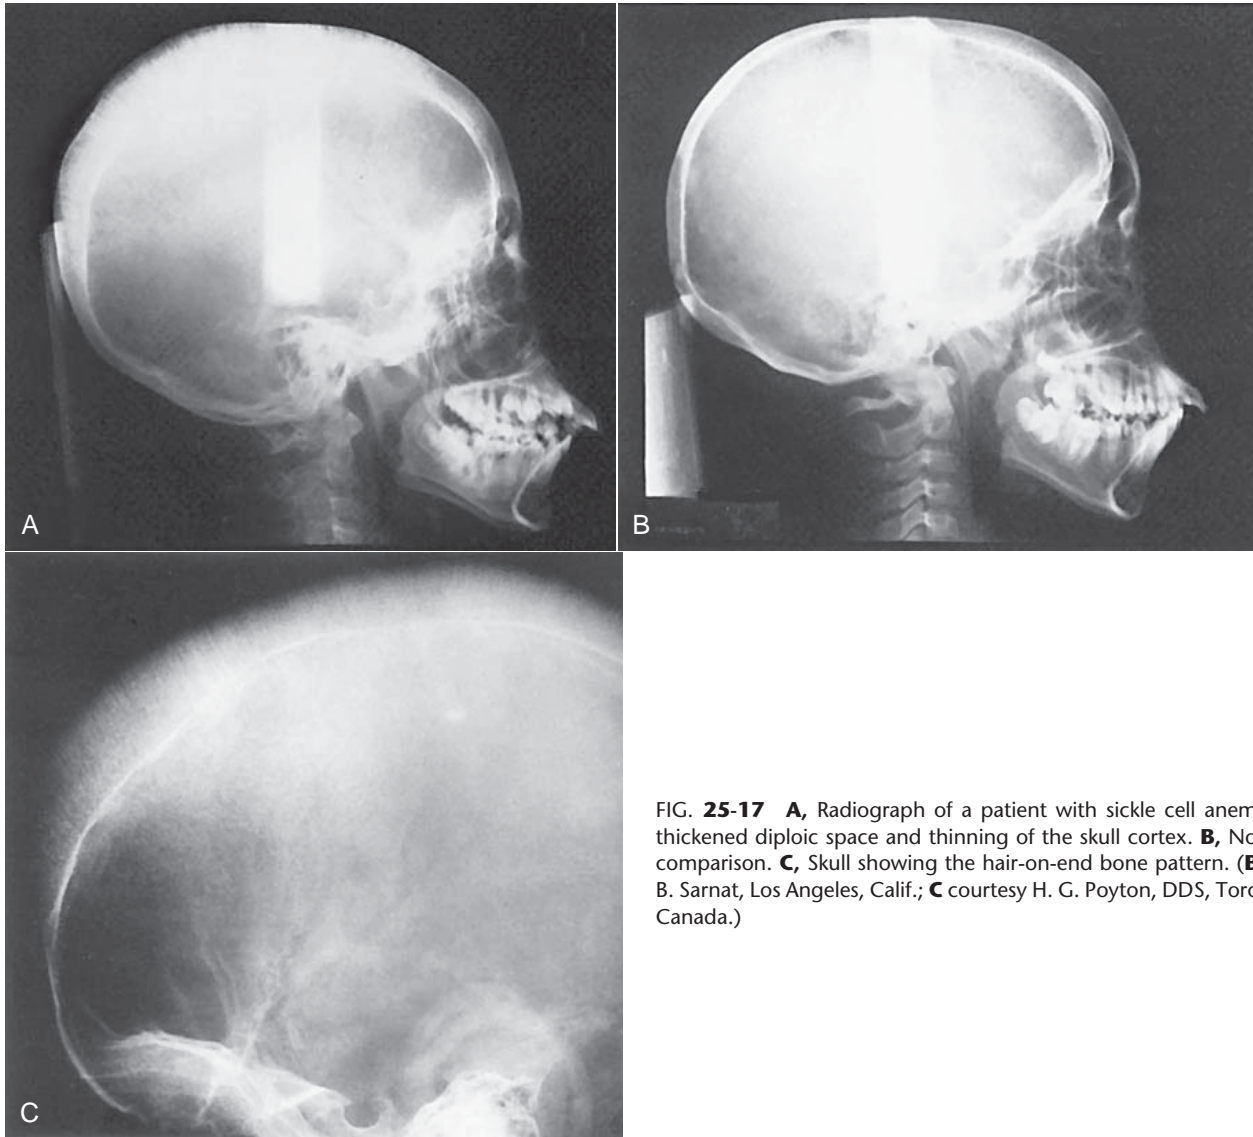 A
B
C
FIG. 25-17 A, Radiograph of a patient with sickle cell anem
thickened diploic space and thinning of the skull cortex. B, No
comparison. C, Skull showing the hair-on-end bone pattern. (B
B. Sarnat, Los Angeles, Calif.; C courtesy H. G. Poyton, DDS, Toro
Canada.)